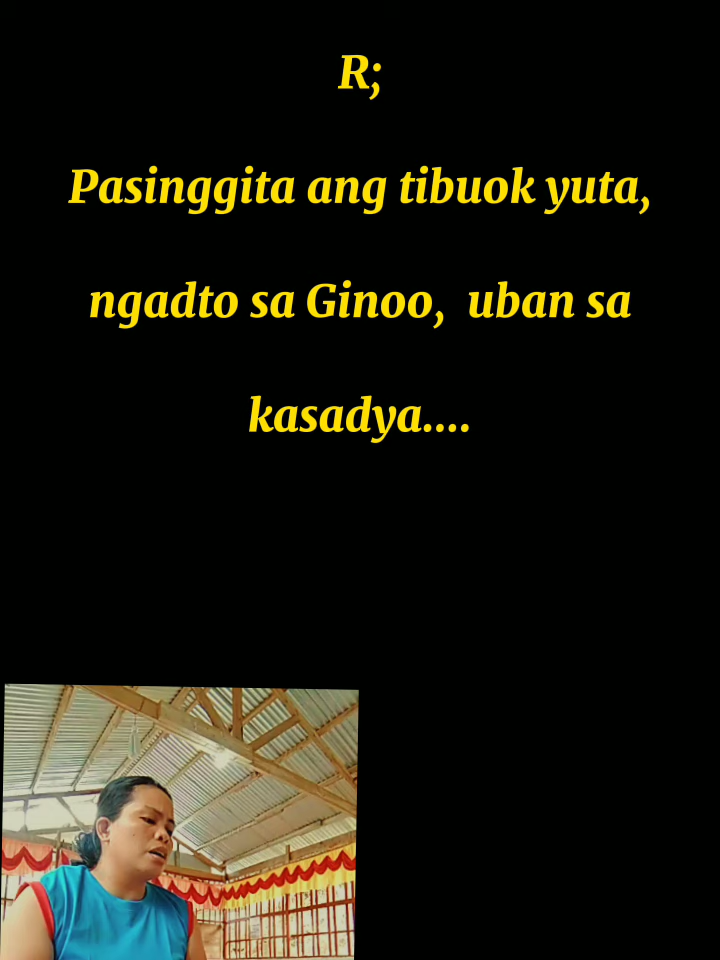 R;
Pasinggita ang tibuok yuta,
ngadto sa Ginoo,  uban sa
kasadya....